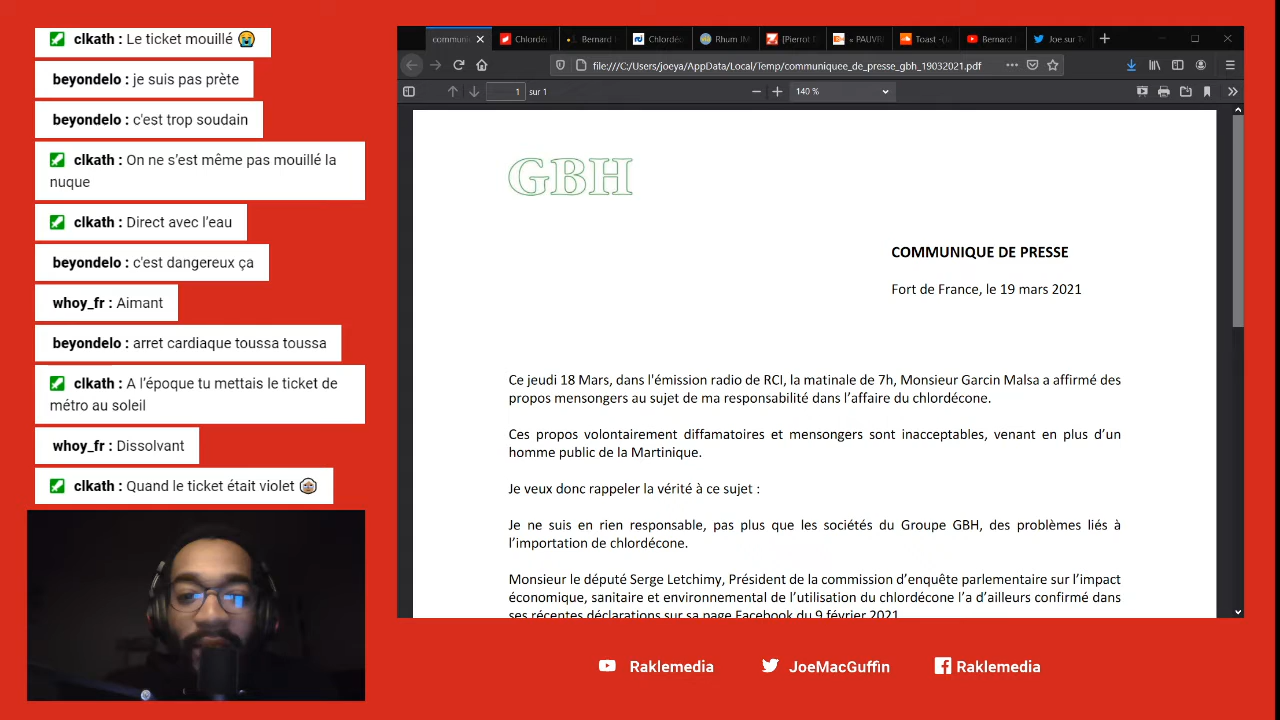 clkath : Le ticket mouillé 😭
beyondelo : je suis pas prète
beyondelo : c'est trop soudain
clkath : On ne s'est même pas mouillé la
nuque
clkath : Direct avec l'eau
beyondelo : c'est dangereux ça
whoy_fr : Aimant
beyondelo : arret cardiaque toussa toussa
clkath : A l'époque tu mettais le ticket de
métro au soleil
whoy_fr : Dissolvant
clkath : Quand le ticket était violet
communi
Chlordé
Bernard
Chlordéc
Rhum JM
[Pierrot D
« PAUVR
Toast -(la
Bernard
Joe sur Tw
file:///C:/Users/joeya/AppData/Local/Temp/communiquee_de_presse_gbh_19032021.pdf
1 sur 1
140 %
GBH
COMMUNIQUE DE PRESSE
Fort de France, le 19 mars 2021
Ce jeudi 18 Mars, dans l'émission radio de RCI, la matinale de 7h, Monsieur Garcin Malsa a affirmé des
propos mensongers au sujet de ma responsabilité dans l'affaire du chlordécone.
Ces propos volontairement diffamatoires et mensongers sont inacceptables, venant en plus d'un
homme public de la Martinique.
Je veux donc rappeler la vérité à ce sujet :
Je ne suis en rien responsable, pas plus que les sociétés du Groupe GBH, des problèmes liés à
l'importation de chlordécone.
Monsieur le député Serge Letchimy, Président de la commission d'enquête parlementaire sur l'impact
économique, sanitaire et environnemental de l'utilisation du chlordécone l'a d'ailleurs confirmé dans
ses récentes déclarations sur sa page Facebook du 9 février 2021
Raklemedia
JoeMacGuffin
Raklemedia